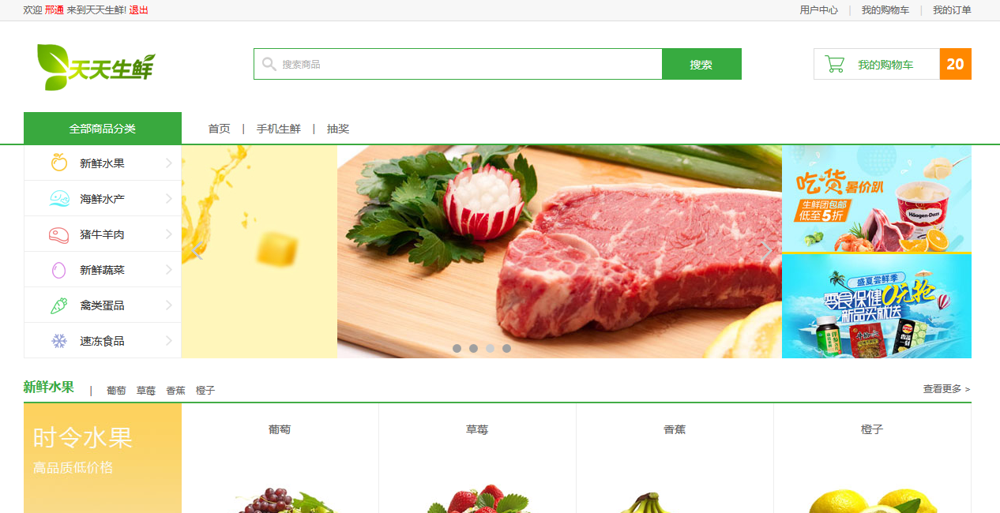 欢迎 邢通 来到天天生鲜! 退出
用户中心 | 我的购物车 | 我的订单
天天生鲜
搜索商品
搜索
我的购物车
20
全部商品分类
首页 | 手机生鲜 | 抽奖
新鲜水果
海鲜水产
猪牛羊肉
新鲜蔬菜
禽类蛋品
速冻食品
吃货暑价趴
生鲜团包邮
低至5折
Häagen-Dazs
盛夏尝鲜季
零食保健0元抢
新品买就送
新鲜水果 | 葡萄 草莓 香蕉 橙子
查看更多 >
时令水果
高品质低价格
葡萄
草莓
香蕉
橙子